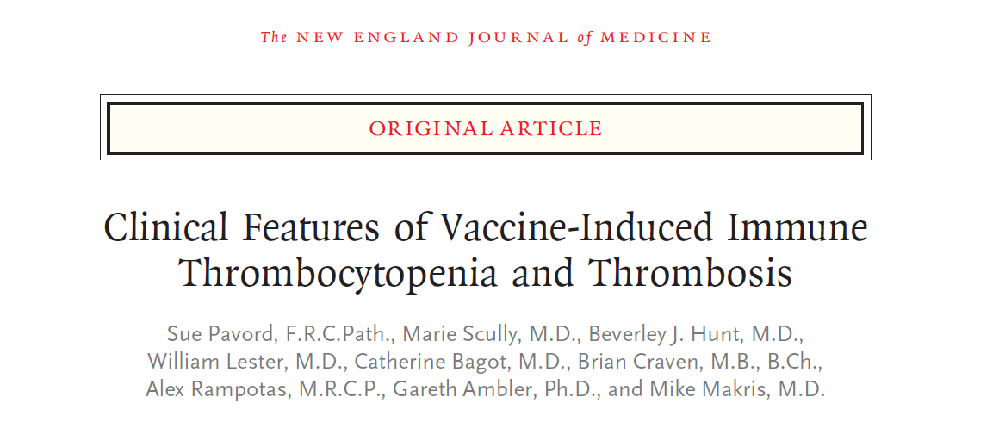 The NEW ENGLAND JOURNAL of MEDICINE
ORIGINAL ARTICLE
Clinical Features of Vaccine-Induced Immune
Thrombocytopenia and Thrombosis
Sue Pavord, F.R.C.Path., Marie Scully, M.D., Beverley J. Hunt, M.D.,
William Lester, M.D., Catherine Bagot, M.D., Brian Craven, M.B., B.Ch.,
Alex Rampotas, M.R.C.P., Gareth Ambler, Ph.D., and Mike Makris, M.D.